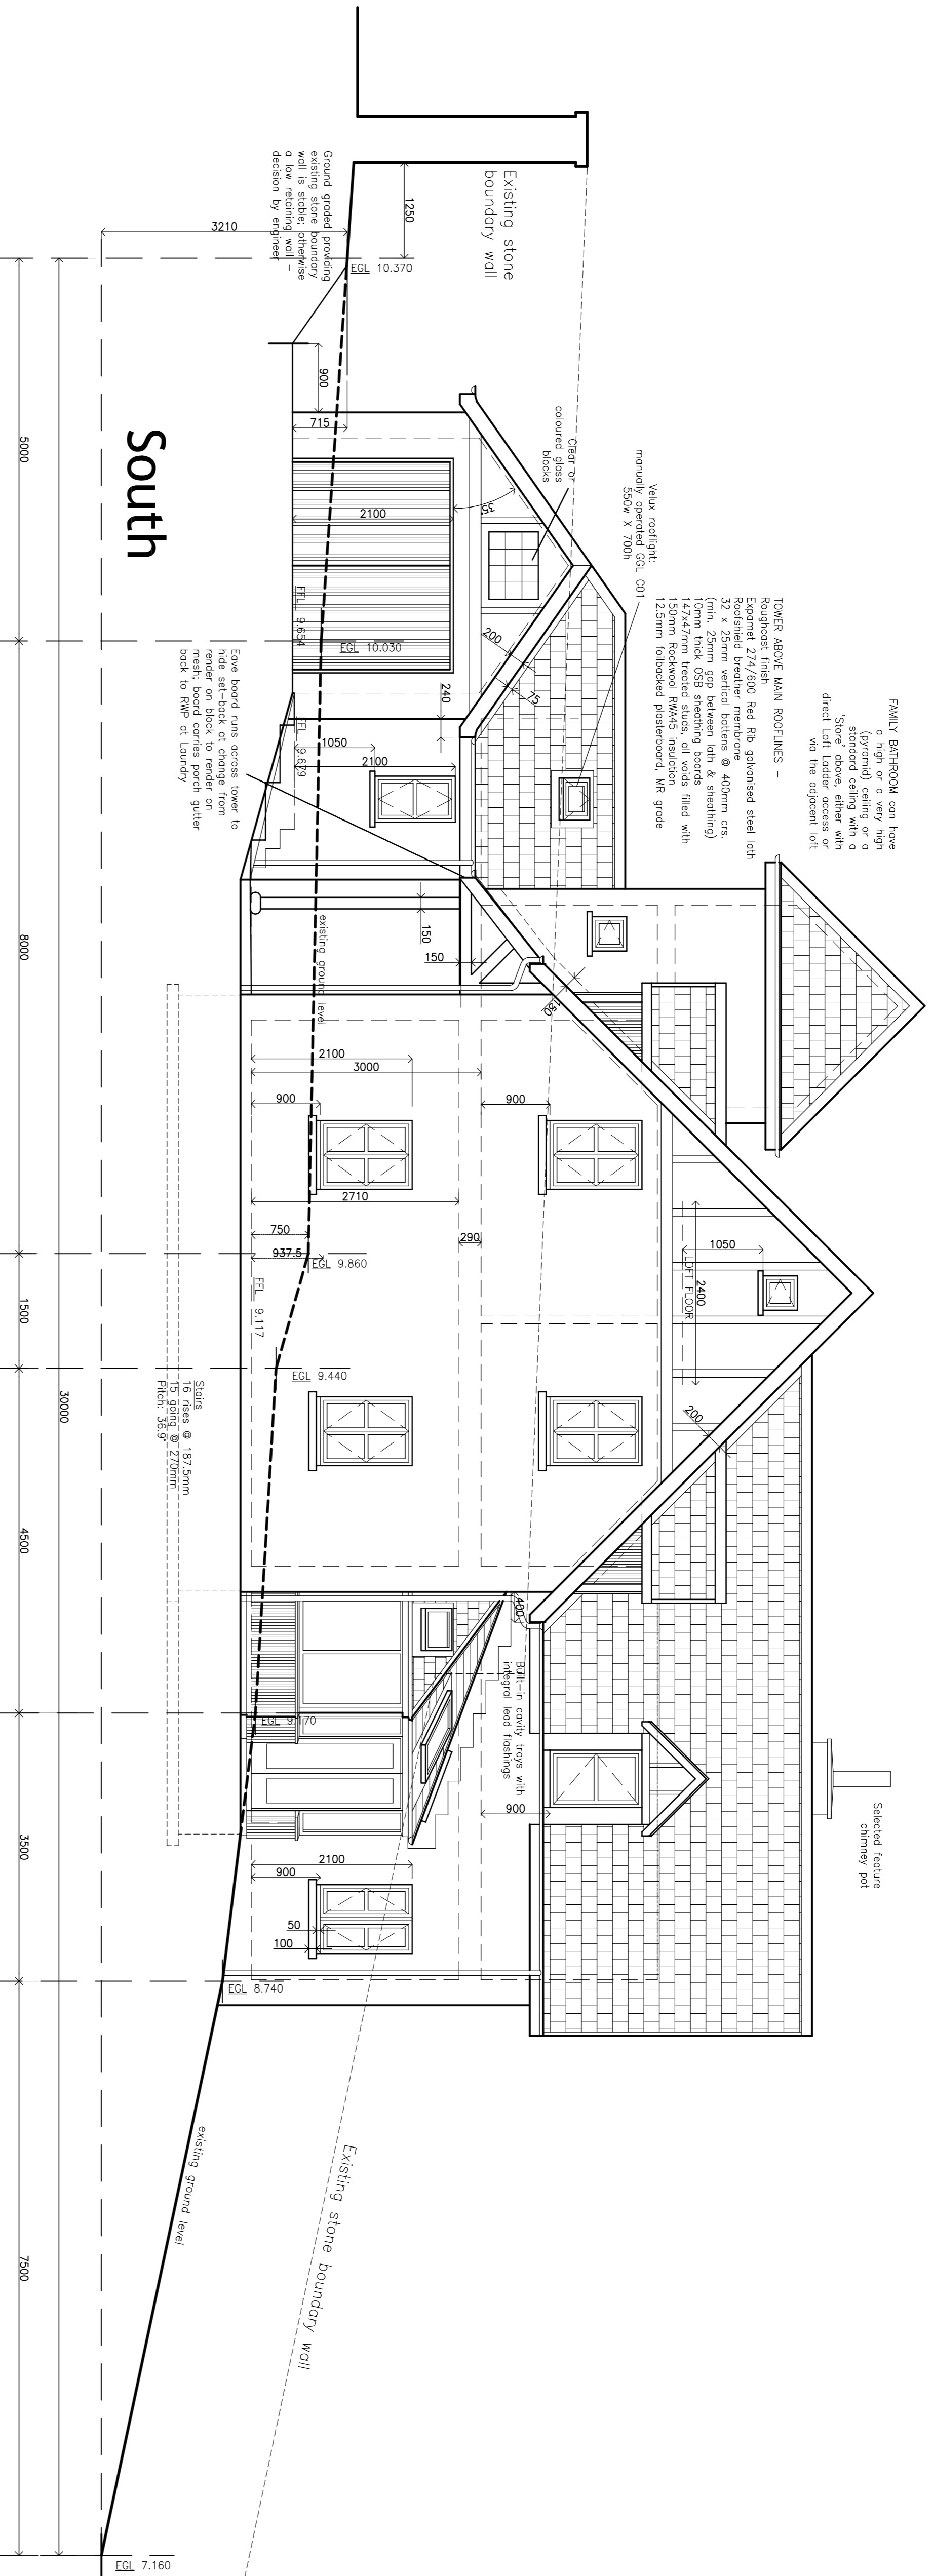 FAMILY BATHROOM can have
a high or a very high
(pyramid) ceiling or a
standard ceiling with a
'Store' above, either with
direct Loft Ladder access or
via the adjacent loft
Selected feature
chimney pot
TOWER ABOVE MAIN ROOFLINES –
Roughcast finish
Expamet 274/600 Red Rib galvanised steel lath
Roofshield breather membrane
32 x 25mm vertical battens @ 400mm crs.
(min. 25mm gap between lath & sheathing)
10mm thick OSB sheathing boards
147x47mm treated studs, all voids filled with
150mm Rockwool RWA45 insulation
12.5mm foilbacked plasterboard, MR grade
Velux rooflight:
manually operated GGL C01
550w X 700h
Clear or
coloured glass
blocks
Existing stone
boundary wall
1050
LOFT FLOOR
2400
200
200
75
35°
240
150
400
Built-in cavity trays with
integral lead flashings
900
900
900
1250
EGL 10.370
3210
Ground graded providing
existing stone boundary
wall is stable; otherwise
a low retaining wall –
decision by engineer
900
715
2100
FFL 9.654
EGL 10.030
FFL 9.679
1050
2100
150
150
existing ground level
2100
3000
900
2710
290
750
937.5
EGL 9.860
FFL 9.117
EGL 9.440
EGL 9.170
2100
900
50
100
EGL 8.740
Existing stone boundary wall
existing ground level
Eave board runs across tower to
hide set-back at change from
render on block to render on
mesh; board carries porch gutter
back to RWP at Laundry
Stairs
16 rises @ 187.5mm
15 going @ 270mm
Pitch: 36.9°
South
EGL 7.160
30000
5000
8000
1500
4500
3500
7500